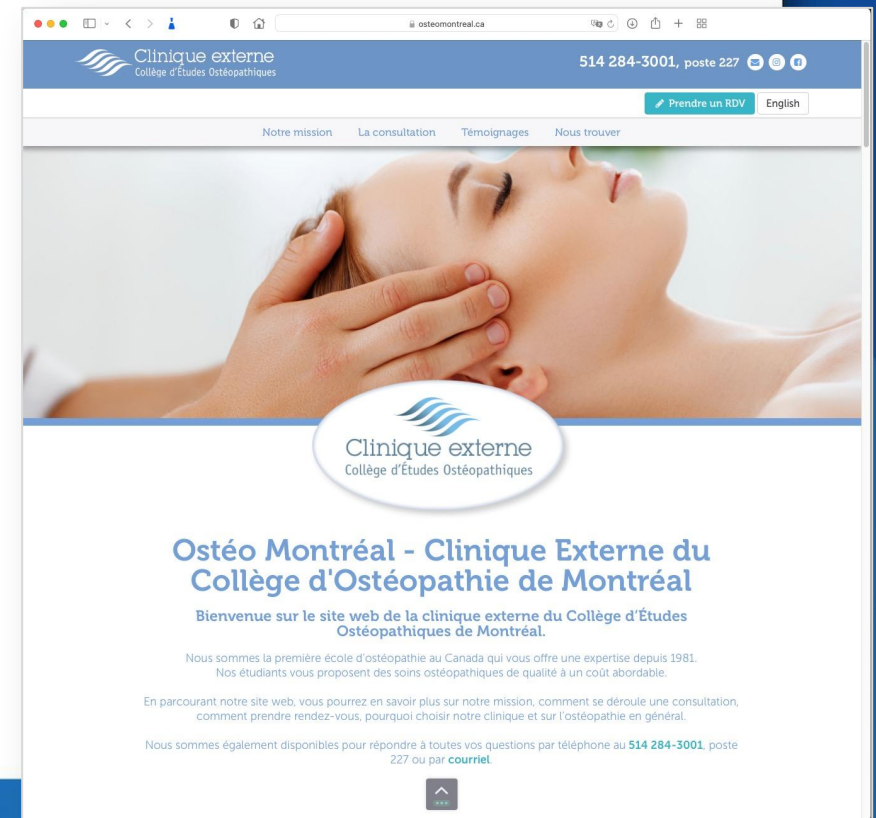 osteomontreal.ca
Clinique externe
Collège d'Études Ostéopathiques
514 284-3001, poste 227
Prendre un RDV
English
Notre mission
La consultation
Témoignages
Nous trouver
Clinique externe
Collège d'Études Ostéopathiques
Ostéo Montréal - Clinique Externe du
Collège d'Ostéopathie de Montréal
Bienvenue sur le site web de la clinique externe du Collège d'Études
Ostéopathiques de Montréal.
Nous sommes la première école d'ostéopathie au Canada qui vous offre une expertise depuis 1981.
Nos étudiants vous proposent des soins ostéopathiques de qualité à un coût abordable.
En parcourant notre site web, vous pourrez en savoir plus sur notre mission, comment se déroule une consultation,
comment prendre rendez-vous, pourquoi choisir notre clinique et sur l'ostéopathie en général.
Nous sommes également disponibles pour répondre à toutes vos questions par téléphone au 514 284-3001, poste
227 ou par courriel.